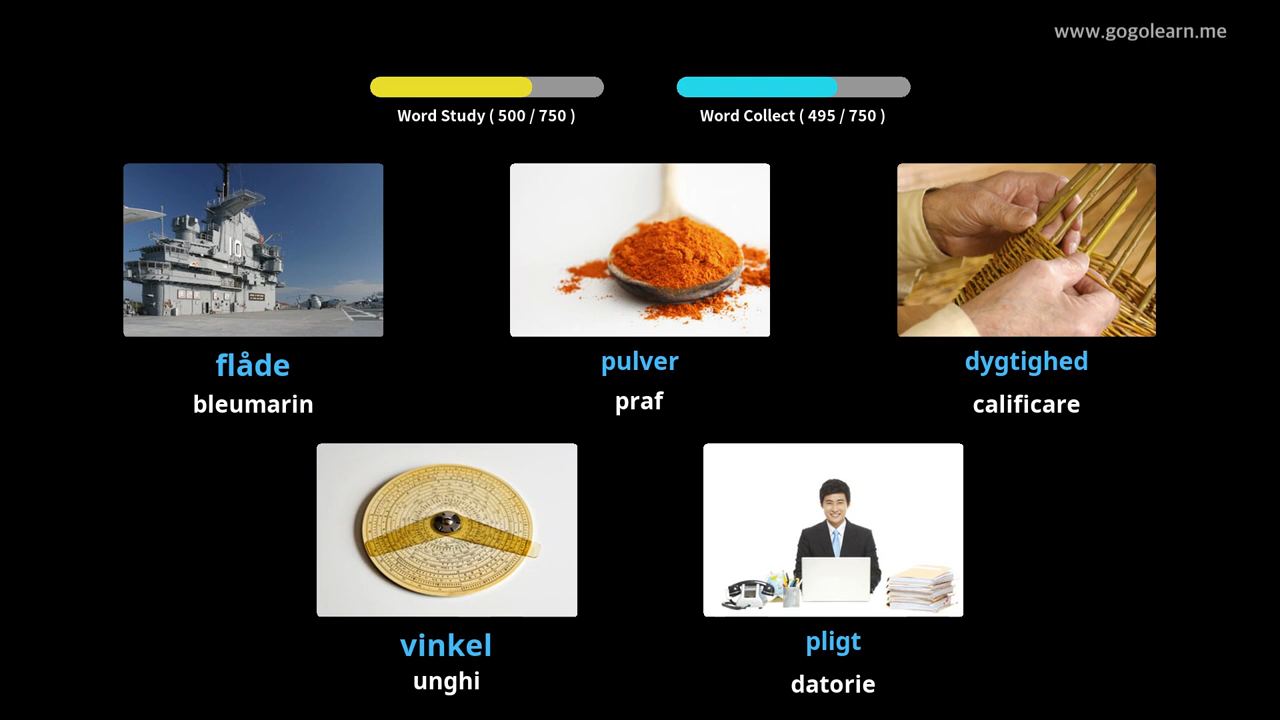 www.gogolearn.me
Word Study ( 500 / 750 )
Word Collect ( 495 / 750 )
flåde
bleumarin
pulver
praf
dygtighed
calificare
vinkel
unghi
pligt
datorie